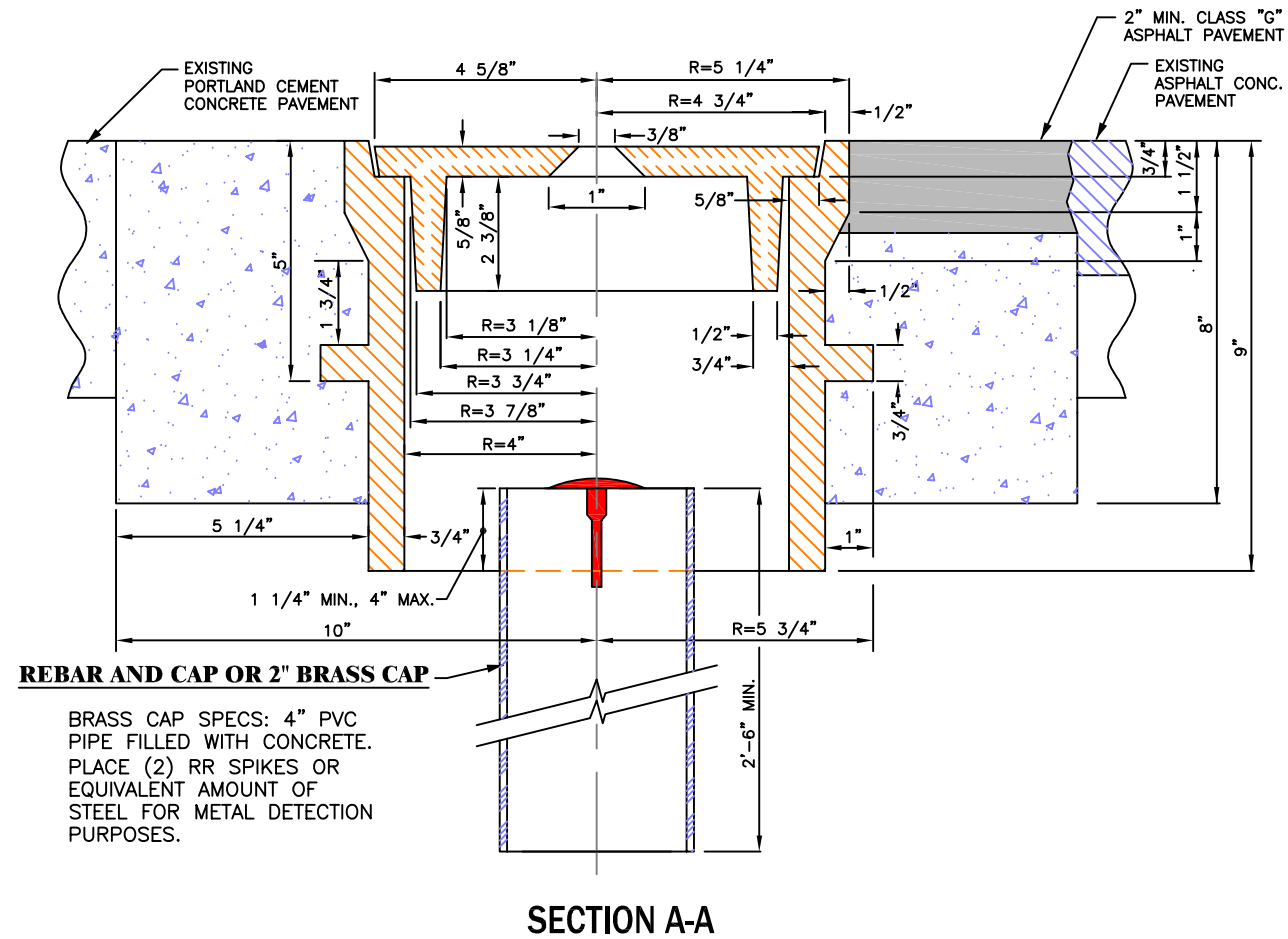 2" MIN. CLASS "G"
ASPHALT PAVEMENT
EXISTING
PORTLAND CEMENT
CONCRETE PAVEMENT
4 5/8"
R=5 1/4"
EXISTING
ASPHALT CONC.
PAVEMENT
R=4 3/4"
1/2"
3/8"
3/4"
1 1/2"
1"
5/8"
5/8"
2 3/8"
1"
5"
1 3/4"
1/2"
8"
9"
R=3 1/8"
1/2"
R=3 1/4"
3/4"
R=3 3/4"
R=3 7/8"
3/4"
R=4"
5 1/4"
3/4"
1"
1 1/4" MIN., 4" MAX.
10"
R=5 3/4"
REBAR AND CAP OR 2" BRASS CAP
2'-6" MIN.
BRASS CAP SPECS: 4" PVC
PIPE FILLED WITH CONCRETE.
PLACE (2) RR SPIKES OR
EQUIVALENT AMOUNT OF
STEEL FOR METAL DETECTION
PURPOSES.
SECTION A-A